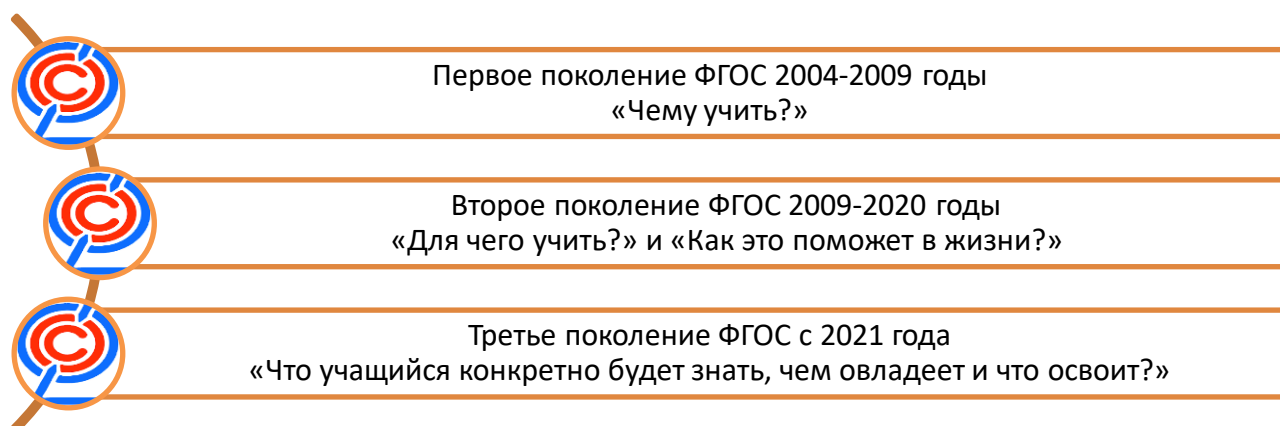 Первое поколение ФГОС 2004-2009 годы
«Чему учить?»
Второе поколение ФГОС 2009-2020 годы
«Для чего учить?» и «Как это поможет в жизни?»
Третье поколение ФГОС с 2021 года
«Что учащийся конкретно будет знать, чем овладеет и что освоит?»